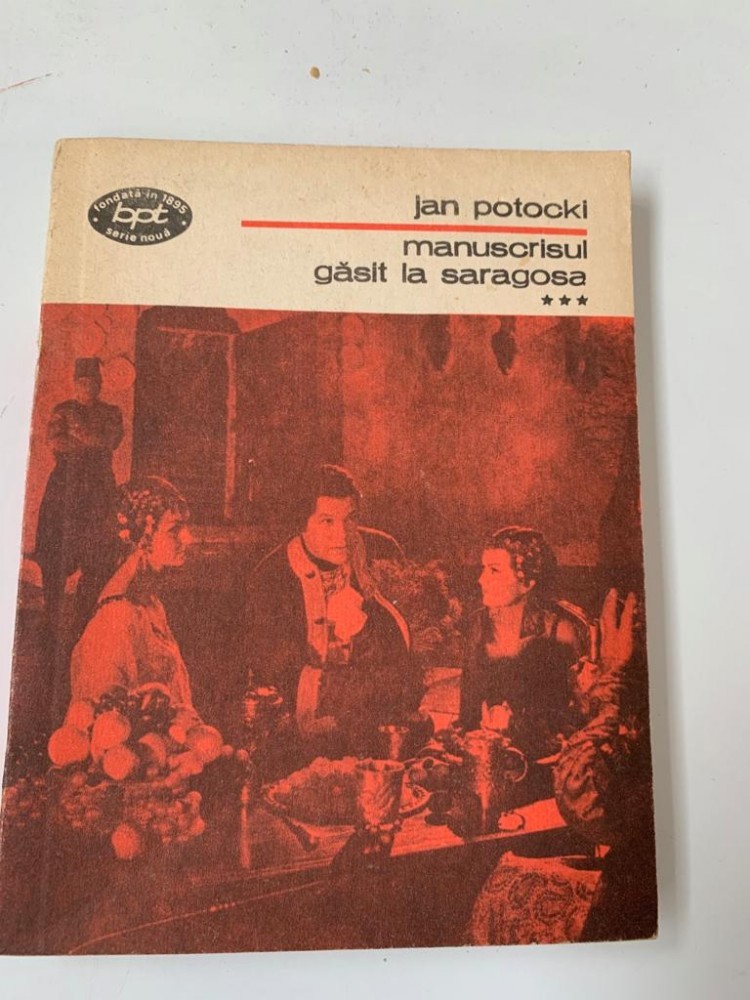 fondată în 1895
bpt
serie nouă
jan potocki
manuscrisul
găsit la saragosa
***